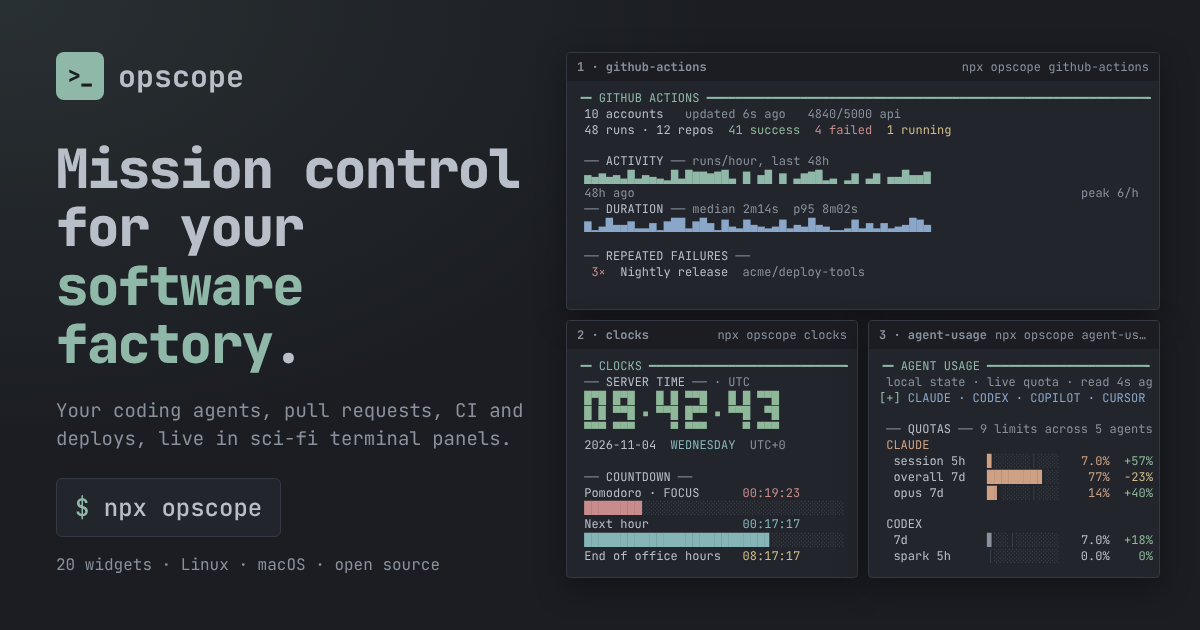 >_ opscope
Mission control
for your
software
factory.
Your coding agents, pull requests, CI and
deploys, live in sci-fi terminal panels.
$ npx opscope
20 widgets · Linux · macOS · open source
1 · github-actions npx opscope github-actions
GITHUB ACTIONS
10 accounts updated 6s ago 4840/5000 api
48 runs · 12 repos 41 success 4 failed 1 running
ACTIVITY runs/hour, last 48h
48h ago peak 6/h
DURATION median 2m14s p95 8m02s
REPEATED FAILURES
3× Nightly release acme/deploy-tools
2 · clocks npx opscope clocks
CLOCKS
SERVER TIME · UTC
09.42.43
2026-11-04 WEDNESDAY UTC+0
COUNTDOWN
Pomodoro · FOCUS 00:19:23
Next hour 00:17:17
End of office hours 08:17:17
3 · agent-usage npx opscope agent-us…
AGENT USAGE
local state · live quota · read 4s ag
[+] CLAUDE · CODEX · COPILOT · CURSOR
QUOTAS 9 limits across 5 agents
CLAUDE
session 5h 7.0% +57%
overall 7d 77% -23%
opus 7d 14% +40%
CODEX
7d 7.0% +18%
spark 5h 0.0% 0%